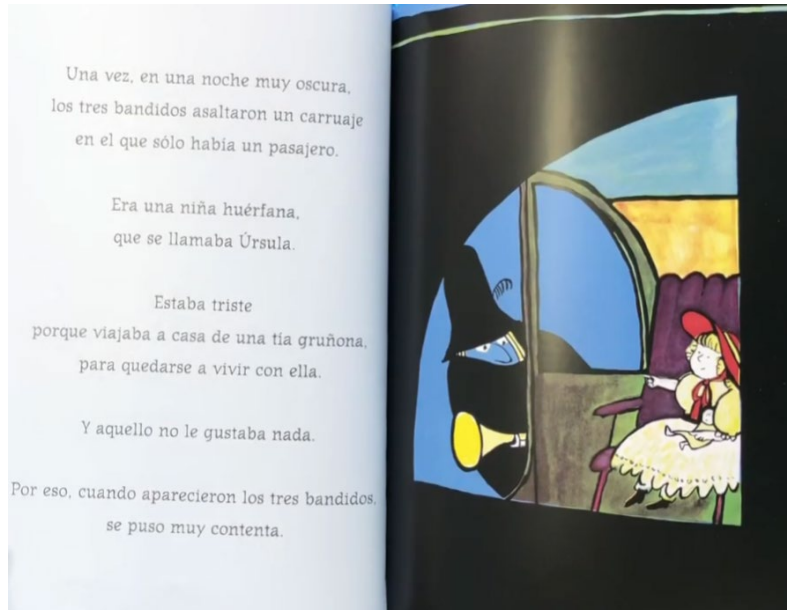 Una vez, en una noche muy oscura,
los tres bandidos asaltaron un carruaje
en el que sólo había un pasajero.
Era una niña huérfana,
que se llamaba Úrsula.
Estaba triste
porque viajaba a casa de una tía gruñona,
para quedarse a vivir con ella.
Y aquello no le gustaba nada.
Por eso, cuando aparecieron los tres bandidos,
se puso muy contenta.